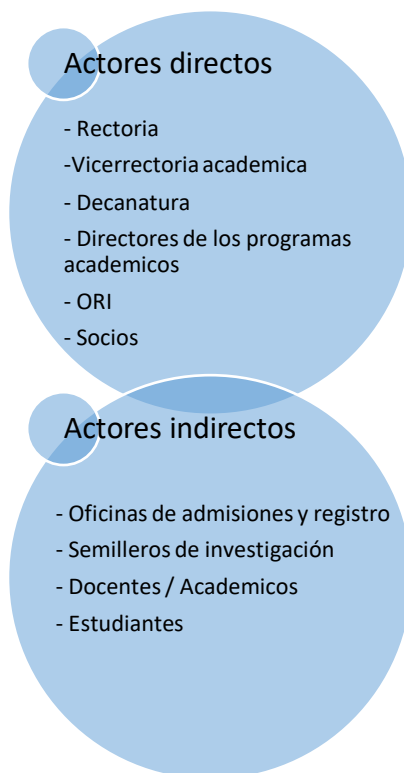 Actores directos
- Rectoria
-Vicerrectoria academica
- Decanatura
- Directores de los programas
academicos
- ORI
- Socios
Actores indirectos
- Oficinas de admisiones y registro
- Semilleros de investigación
- Docentes / Academicos
- Estudiantes